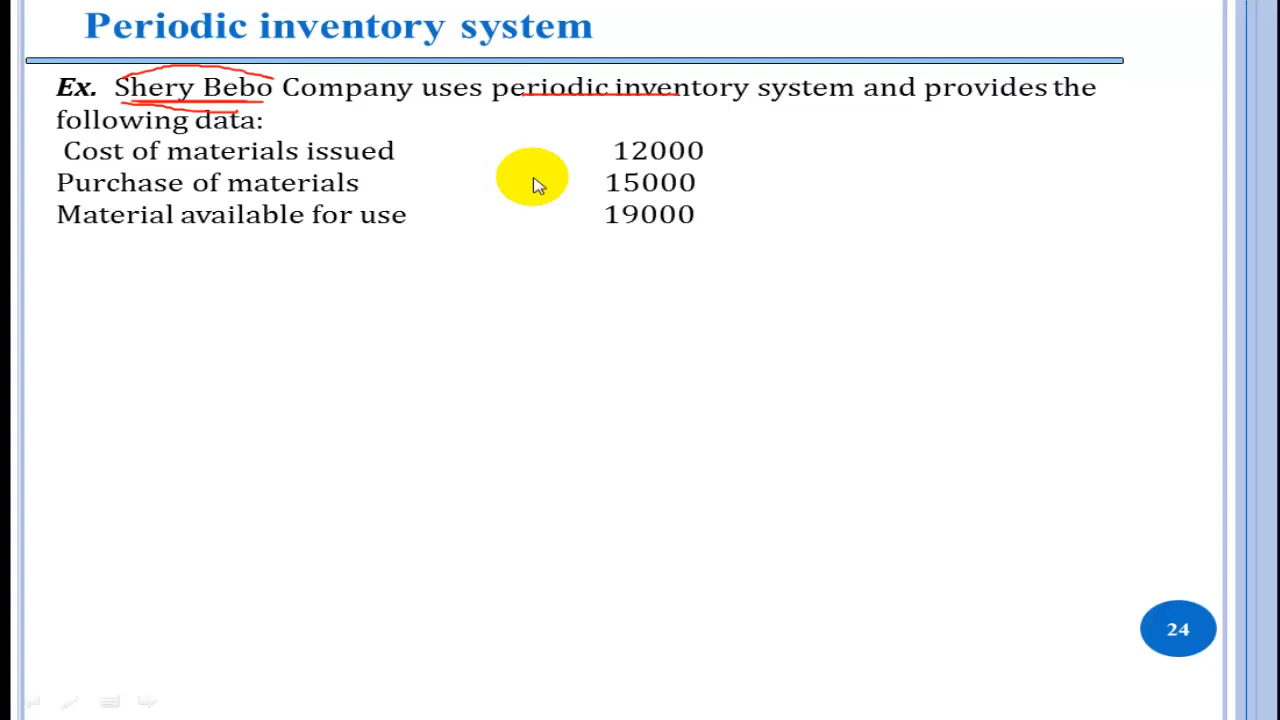 Periodic inventory system
Ex. Shery Bebo Company uses periodic inventory system and provides the
following data:
Cost of materials issued 12000
Purchase of materials 15000
Material available for use 19000
24